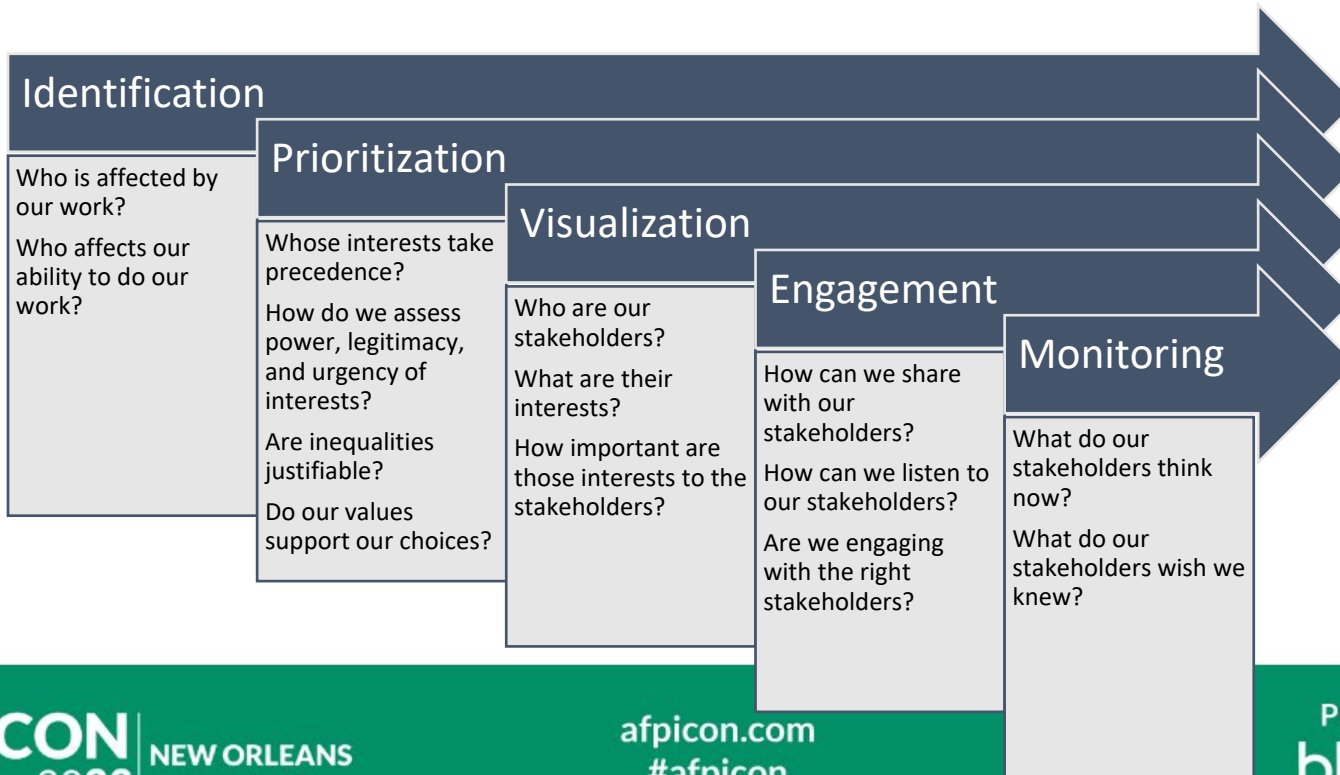 Identification
Who is affected by
our work?
Who affects our
ability to do our
work?
Prioritization
Whose interests take
precedence?
How do we assess
power, legitimacy,
and urgency of
interests?
Are inequalities
justifiable?
Do our values
support our choices?
Visualization
Who are our
stakeholders?
What are their
interests?
How important are
those interests to the
stakeholders?
Engagement
How can we share
with our
stakeholders?
How can we listen to
our stakeholders?
Are we engaging
with the right
stakeholders?
Monitoring
What do our
stakeholders think
now?
What do our
stakeholders wish we
knew?
CON
NEW ORLEANS
afpicon.com
#afpicon